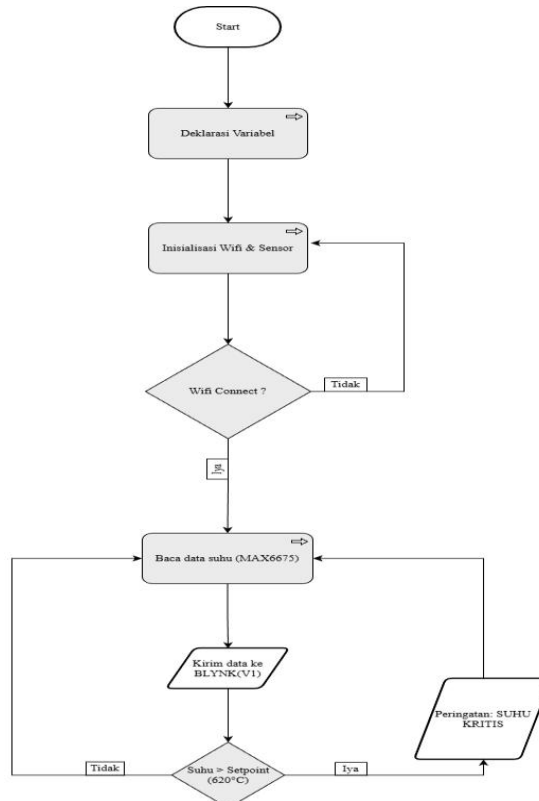 Start
Deklarasi Variabel
Inisialisasi Wifi & Sensor
Wifi Connect ?
Tidak
Iya
Baca data suhu (MAX6675)
Kirim data ke
BLYNK(V1)
Peringatan: SUHU
KRITIS
Suhu > Setpoint
(620°C)
Tidak
Iya